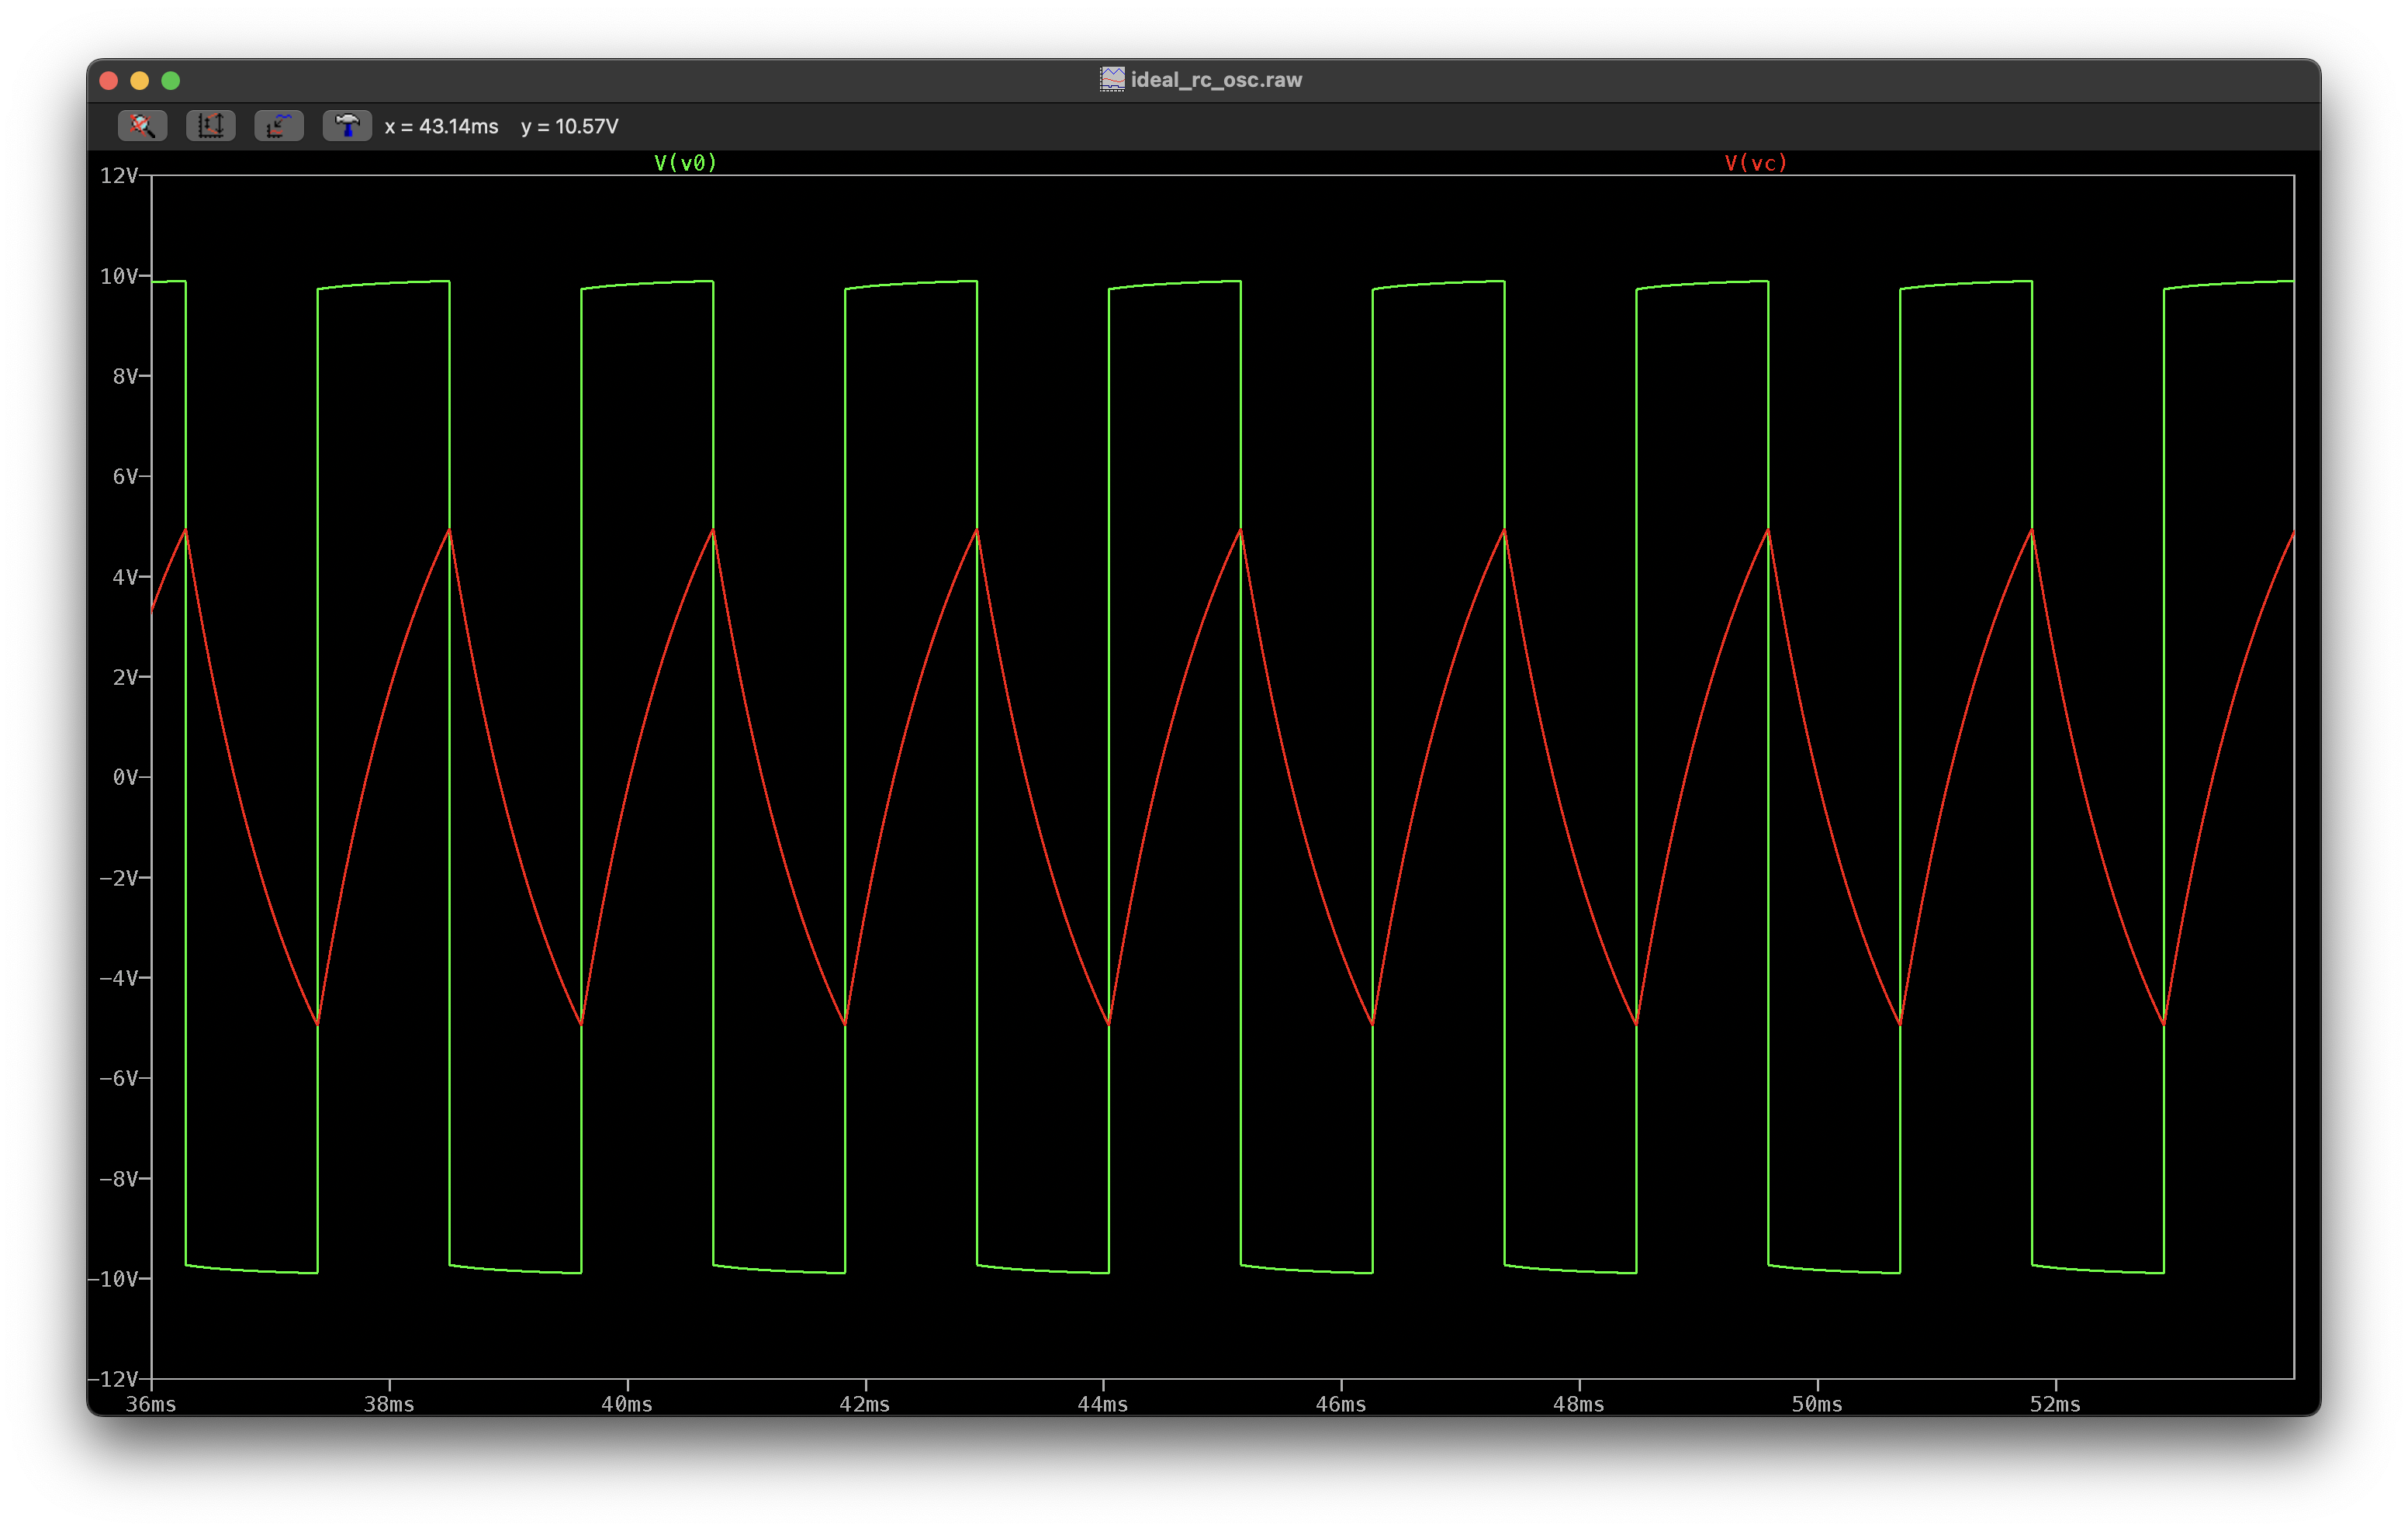 ideal_rc_osc.raw
x = 43.14ms y = 10.57V
V(v0) V(vc)
12V
10V
8V
6V
4V
2V
0V
-2V
-4V
-6V
-8V
-10V
-12V
36ms 38ms 40ms 42ms 44ms 46ms 48ms 50ms 52ms